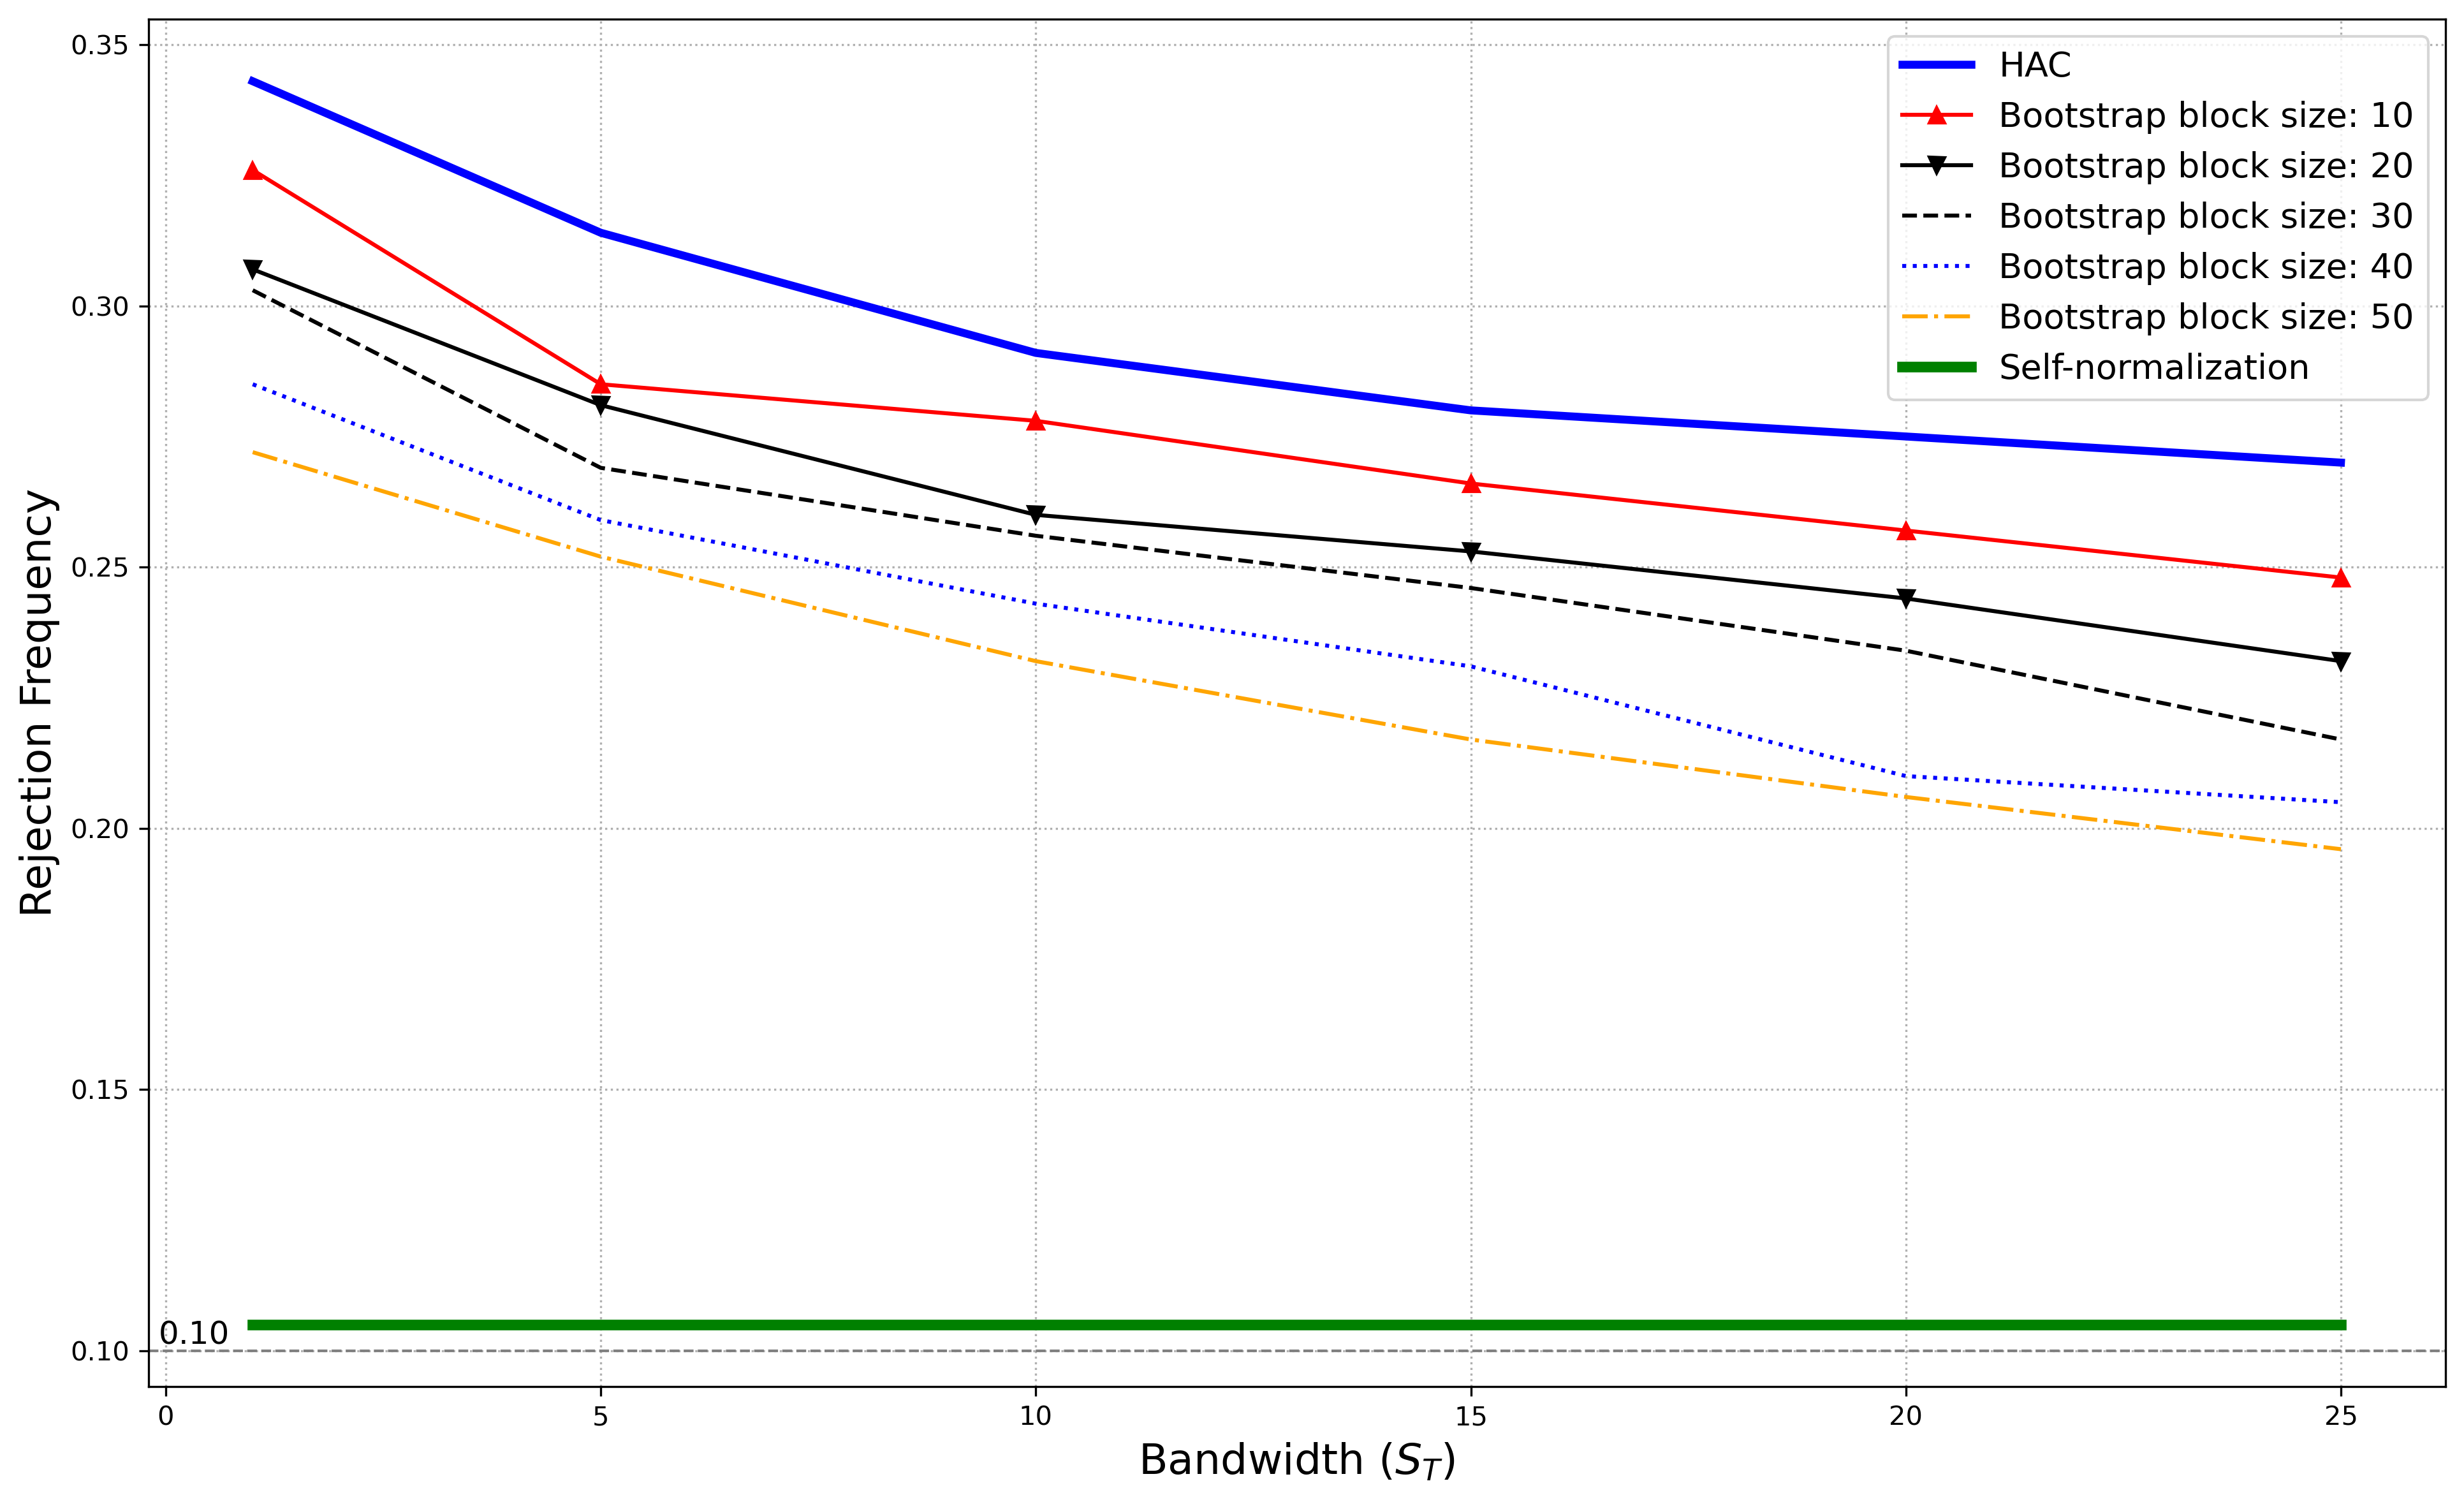 0.35
0.30
0.25
0.20
0.15
0.10
Rejection Frequency
HAC
Bootstrap block size: 10
Bootstrap block size: 20
Bootstrap block size: 30
Bootstrap block size: 40
Bootstrap block size: 50
Self-normalization
0.10
0 5 10 15 20 25
Bandwidth (S_T)